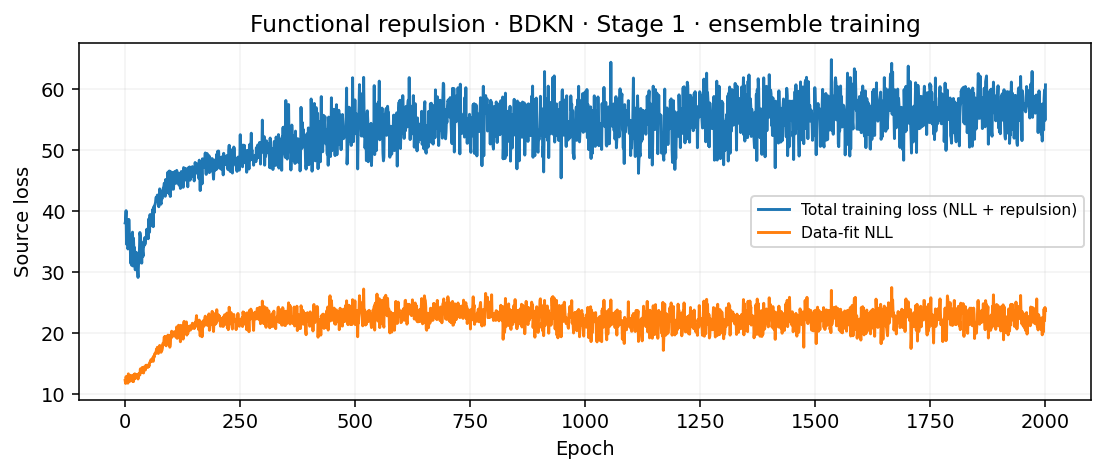 Functional repulsion · BDKN · Stage 1 · ensemble training
Source loss
60
50
40
30
20
10
Total training loss (NLL + repulsion)
Data-fit NLL
0 250 500 750 1000 1250 1500 1750 2000
Epoch